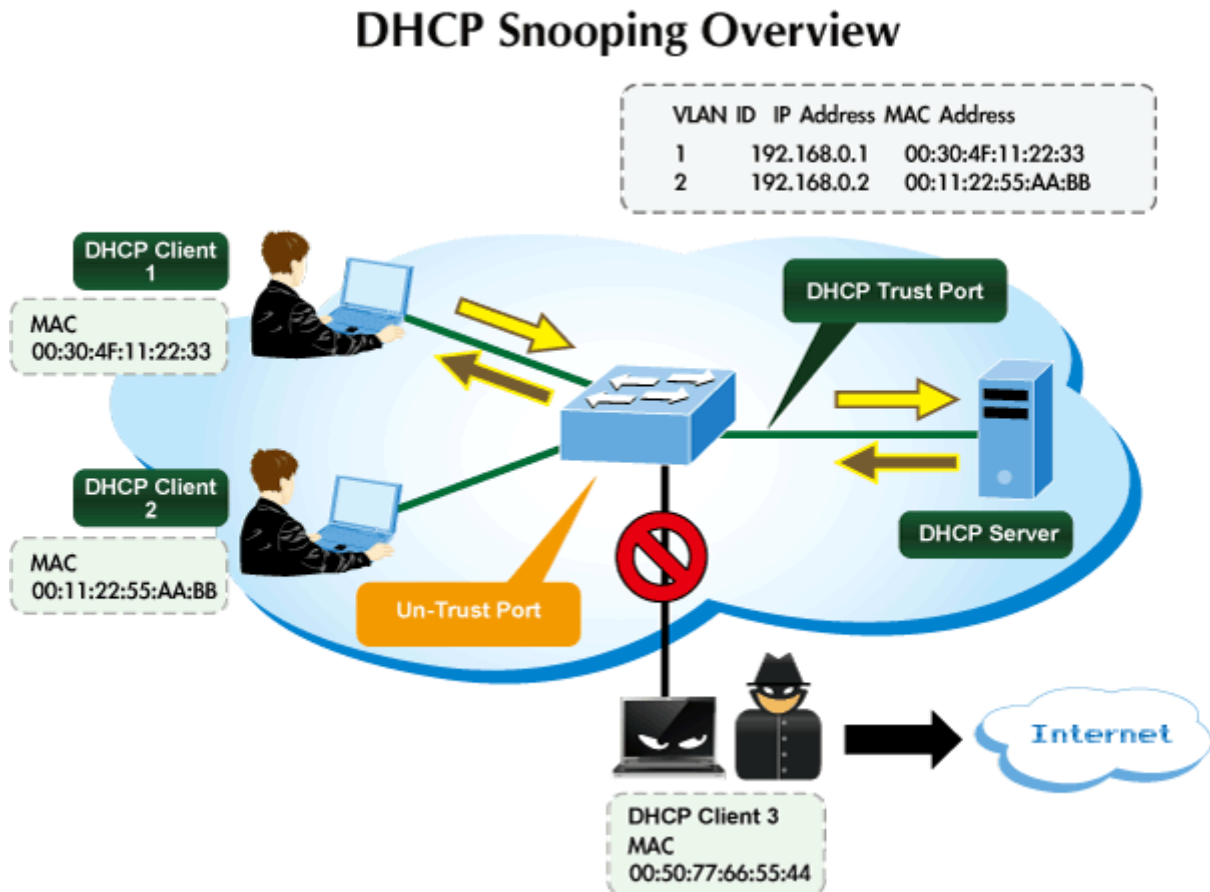 DHCP Snooping Overview
VLAN ID IP Address MAC Address
1 192.168.0.1 00:30:4F:11:22:33
2 192.168.0.2 00:11:22:55:AA:BB
DHCP Client
1
MAC
00:30:4F:11:22:33
DHCP Trust Port
DHCP Client
2
MAC
00:11:22:55:AA:BB
Un-Trust Port
DHCP Server
Internet
DHCP Client 3
MAC
00:50:77:66:55:44